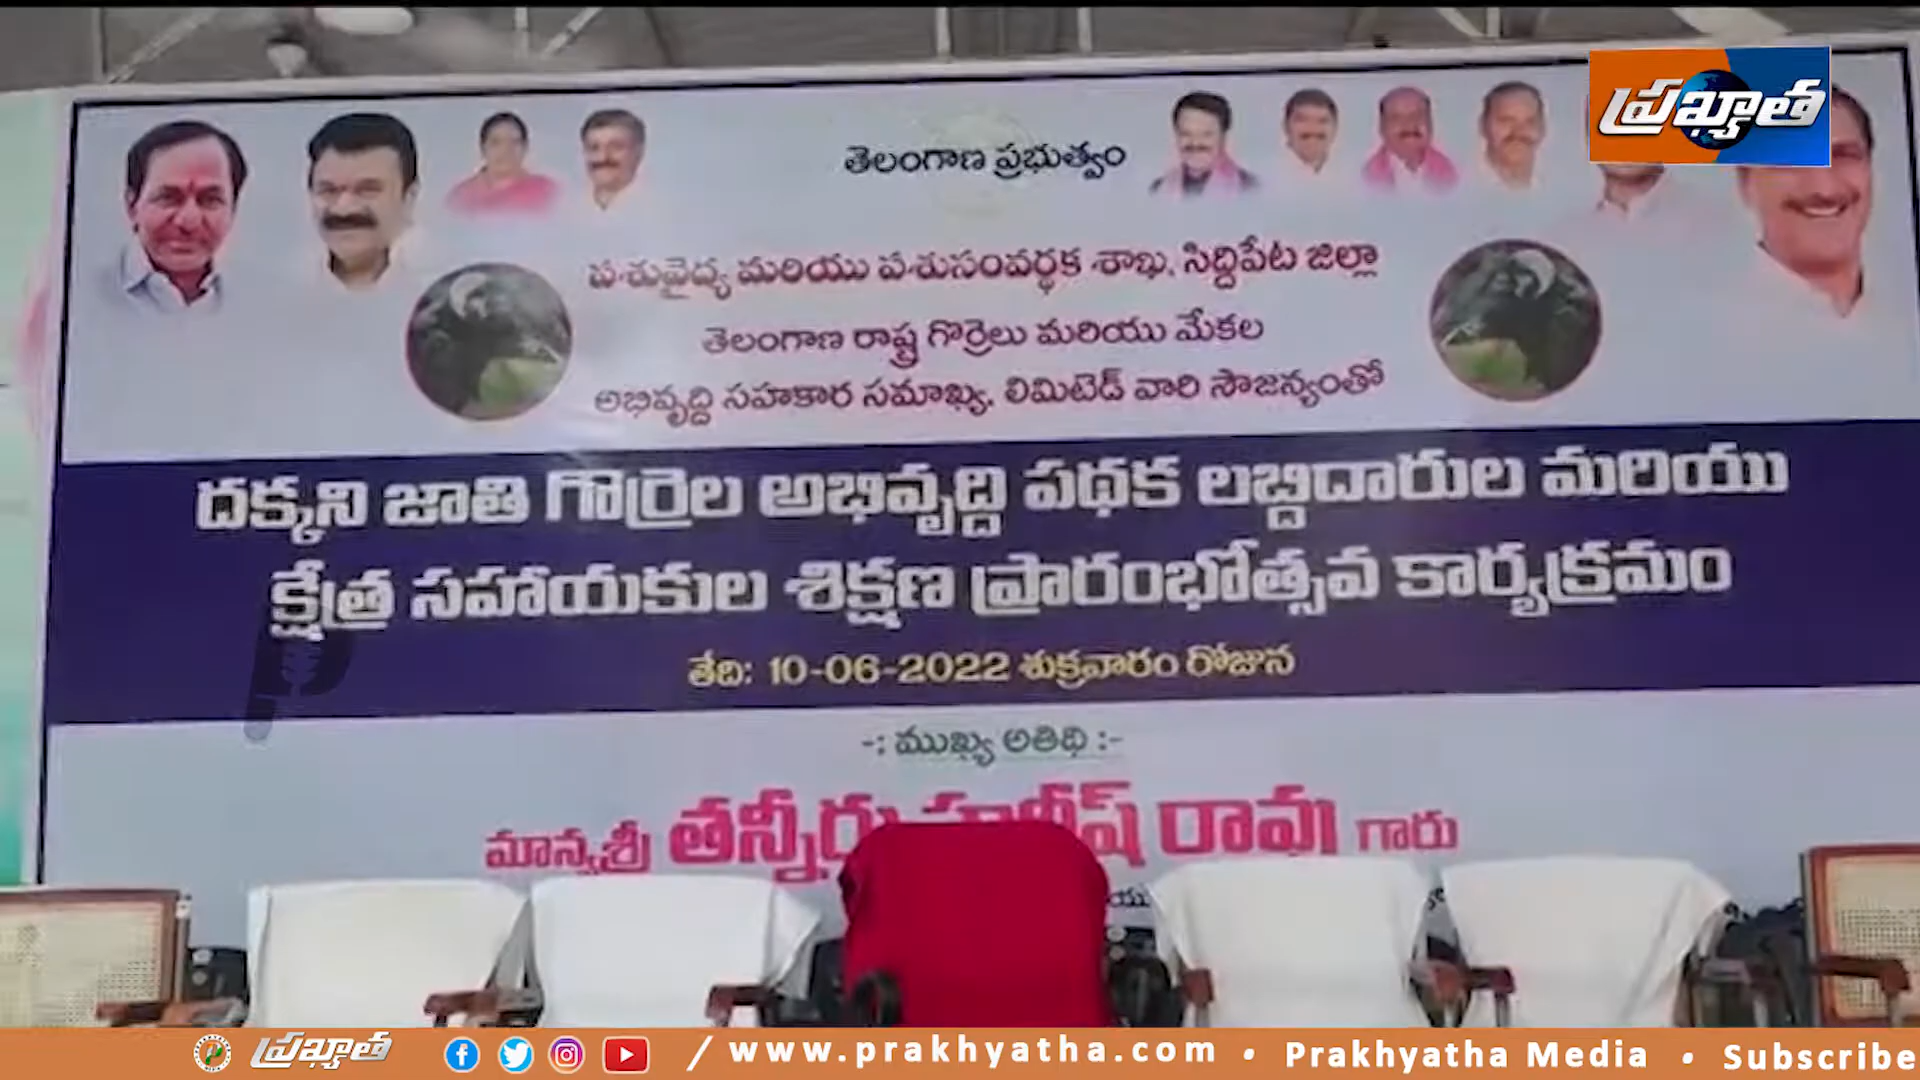 ప్రఖ్యాత
తెలంగాణ ప్రభుత్వం
పశువైద్య మరియు పశుసంవర్థక శాఖ, సిద్దిపేట జిల్లా
తెలంగాణ రాష్ట్ర గొర్రెలు మరియు మేకల
అభివృద్ది సహకార సమాఖ్య, లిమిటెడ్ వారి సౌజన్యంతో
దక్కని జాతి గొర్రెల అభివృద్ది పథక లబ్దిదారుల మరియు
క్షేత్ర సహాయకుల శిక్షణ ప్రారంభోత్సవ కార్యక్రమం
తేది: 10-06-2022 శుక్రవారం రోజున
-: ముఖ్య అతిథి :-
మాన్యశ్రీ తన్నీరు హరీష్ రావు గారు
ప్రఖ్యాత / www.prakhyatha.com • Prakhyatha Media • Subscribe